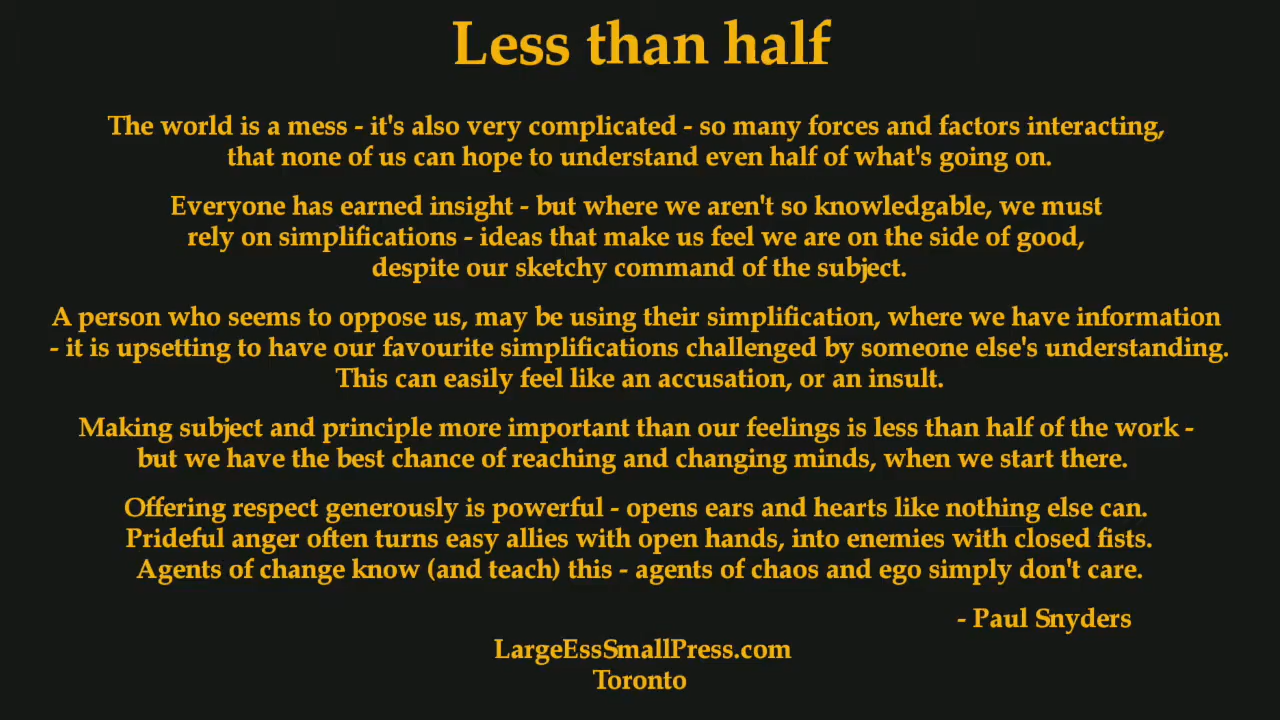 Less than half
The world is a mess - it's also very complicated - so many forces and factors interacting,
that none of us can hope to understand even half of what's going on.
Everyone has earned insight - but where we aren't so knowledgable, we must
rely on simplifications - ideas that make us feel we are on the side of good,
despite our sketchy command of the subject.
A person who seems to oppose us, may be using their simplification, where we have information
- it is upsetting to have our favourite simplifications challenged by someone else's understanding.
This can easily feel like an accusation, or an insult.
Making subject and principle more important than our feelings is less than half of the work -
but we have the best chance of reaching and changing minds, when we start there.
Offering respect generously is powerful - opens ears and hearts like nothing else can.
Prideful anger often turns easy allies with open hands, into enemies with closed fists.
Agents of change know (and teach) this - agents of chaos and ego simply don't care.
- Paul Snyders
LargeEssSmallPress.com
Toronto